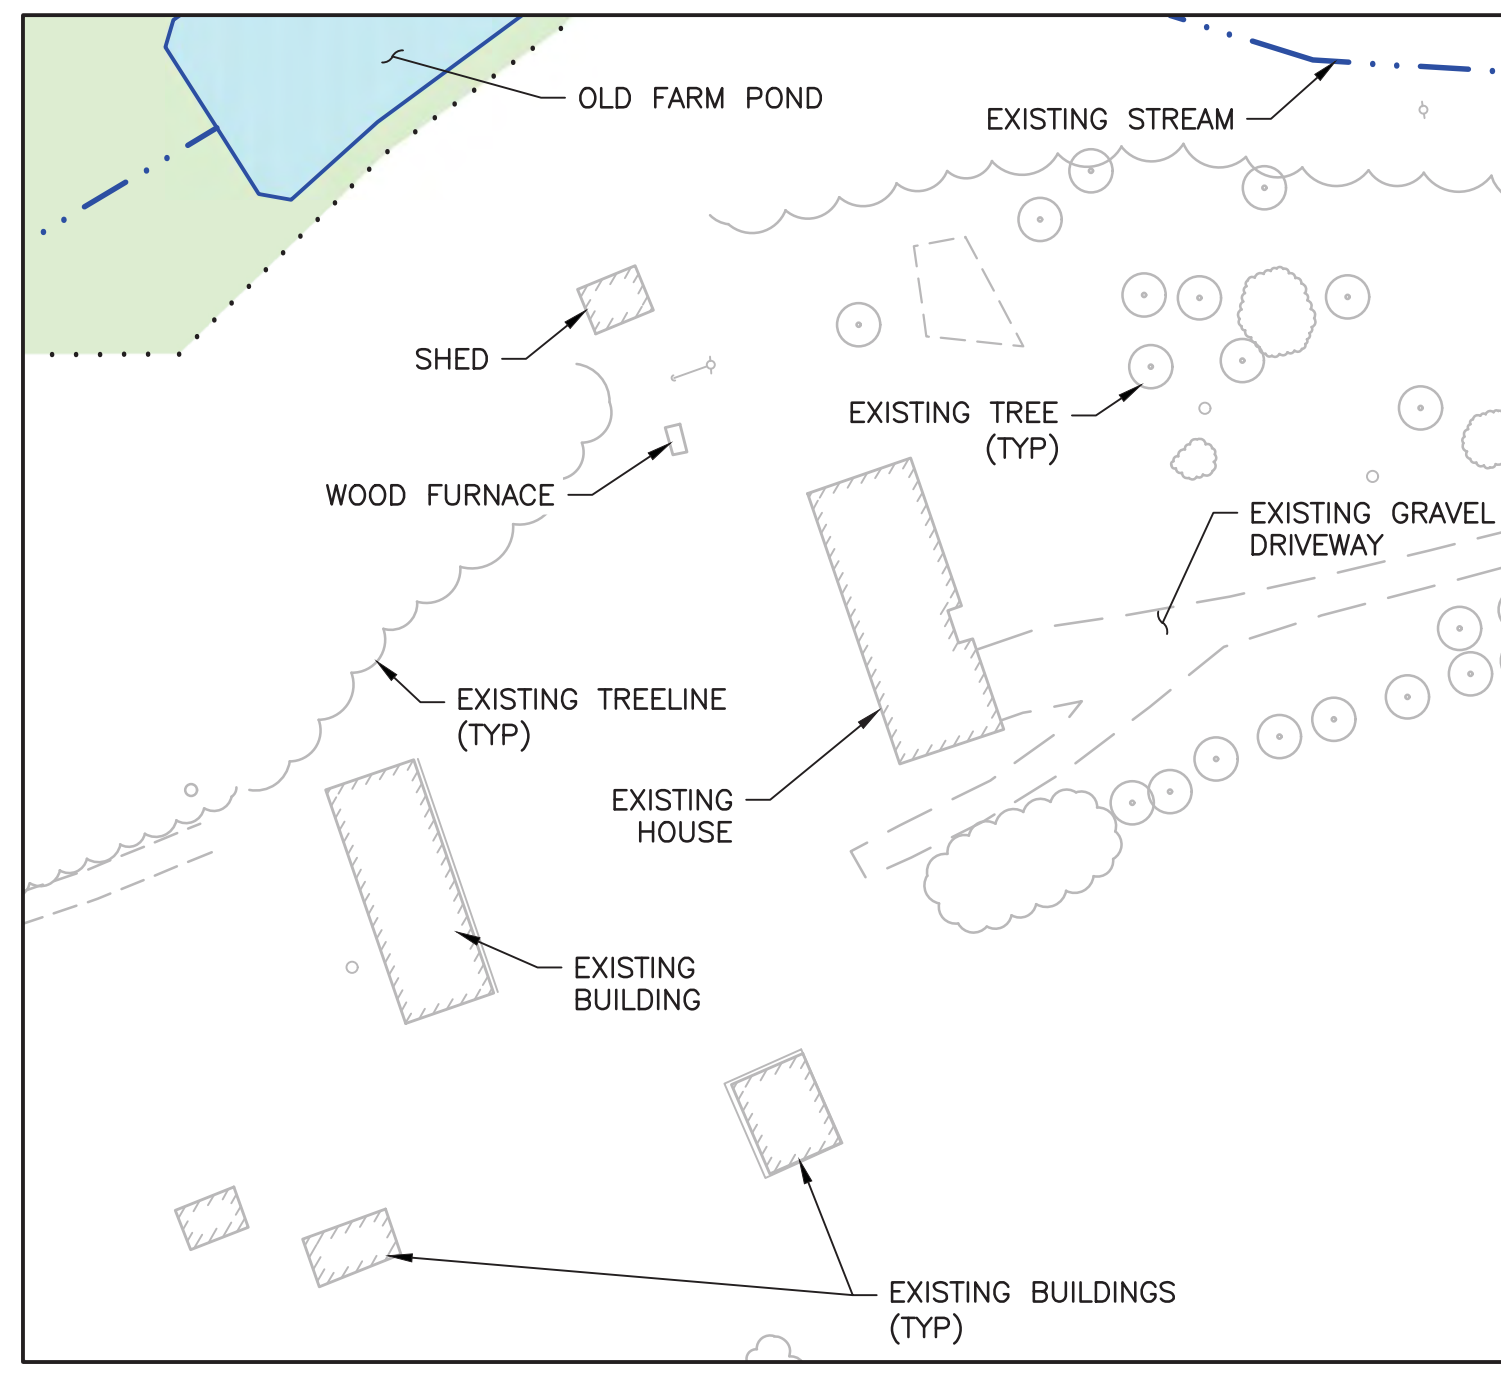 OLD FARM POND
EXISTING STREAM
SHED
EXISTING TREE
(TYP)
WOOD FURNACE
EXISTING GRAVEL
DRIVEWAY
EXISTING TREELINE
(TYP)
EXISTING
HOUSE
EXISTING
BUILDING
EXISTING BUILDINGS
(TYP)